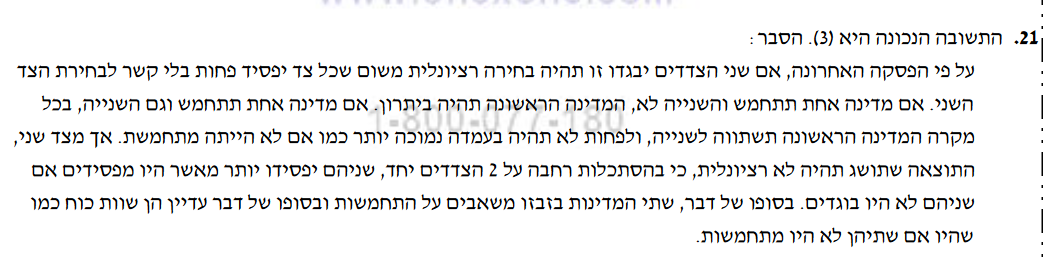 21. התשובה הנכונה היא (3). הסבר:
על פי הפסקה האחרונה, אם שני הצדדים יבגדו זו תהיה בחירה רציונלית משום שכל צד יפסיד פחות בלי קשר לבחירת הצד
השני. אם מדינה אחת תתחמש והשנייה לא, המדינה הראשונה תהיה ביתרון. אם מדינה אחת תתחמש וגם השנייה, בכל
1-800-077-180
מקרה המדינה הראשונה תשתווה לשנייה, ולפחות לא תהיה בעמדה נמוכה יותר כמו אם לא הייתה מתחמשת. אך מצד שני,
התוצאה שתושג תהיה לא רציונלית, כי בהסתכלות רחבה על 2 הצדדים יחד, שניהם יפסידו יותר מאשר היו מפסידים אם
שניהם לא היו בוגדים. בסופו של דבר, שתי המדינות בזבזו משאבים על התחמשות ובסופו של דבר עדיין הן שוות כוח כמו
שהיו אם שתיהן לא היו מתחמשות.